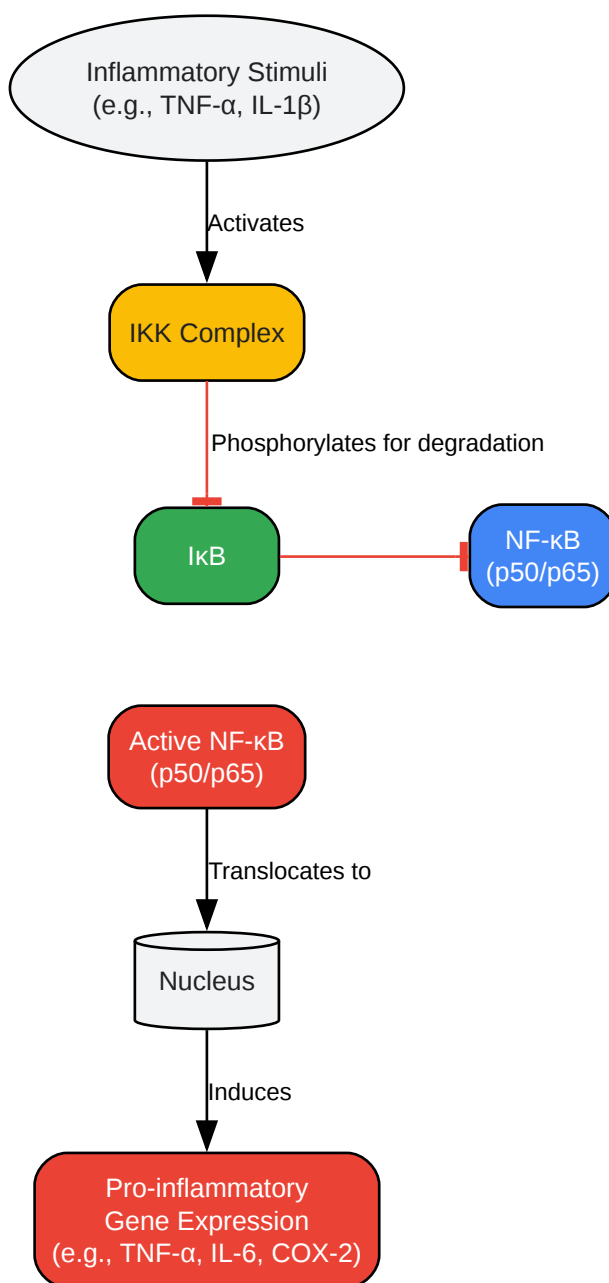 Inflammatory Stimuli
(e.g., TNF-α, IL-1β)
Activates
IKK Complex
Phosphorylates for degradation
IκB
NF-κB
(p50/p65)
Active NF-κB
(p50/p65)
Translocates to
Nucleus
Induces
Pro-inflammatory
Gene Expression
(e.g., TNF-α, IL-6, COX-2)